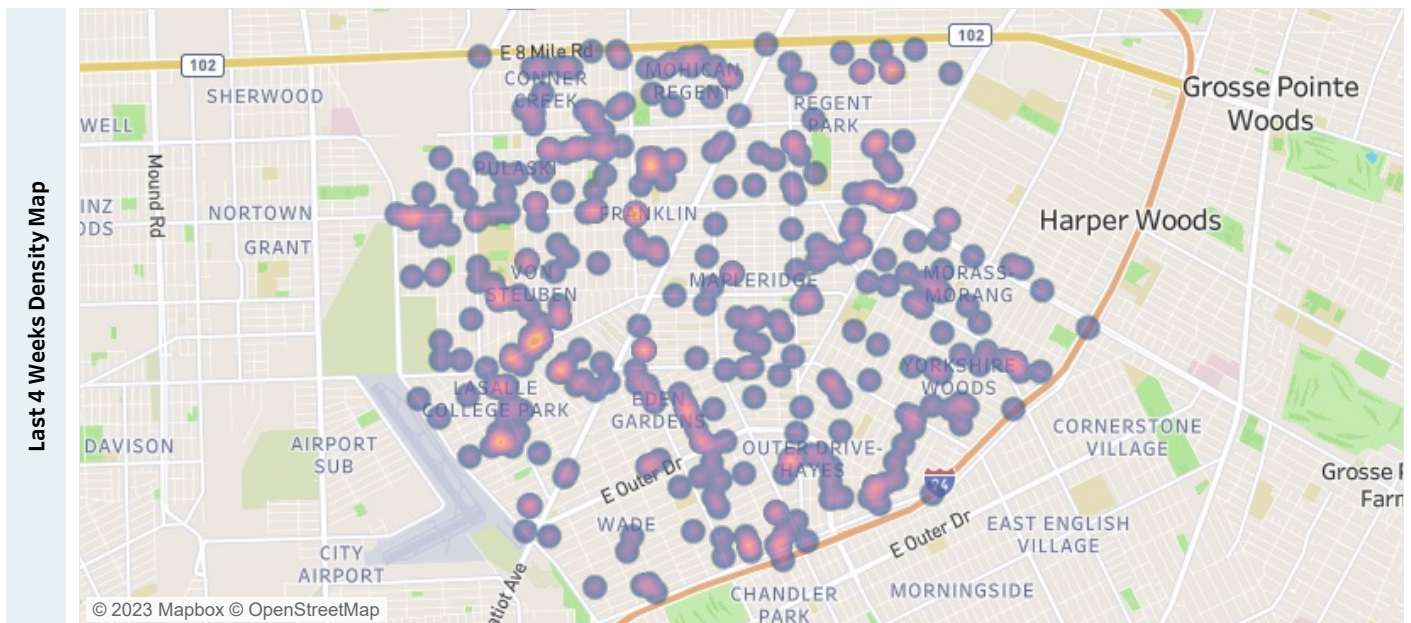 Last 4 Weeks Density Map
E 8 Mile Rd
102
102
CONNER
CREEK
MOHICAN
REGENT
SHERWOOD
REGENT
PARK
Grosse Pointe
Woods
WELL
PULASKI
Mound Rd
INZ
ODS
NORTOWN
FRANKLIN
Harper Woods
GRANT
VON
STEUBEN
MAPLERIDGE
MORASS-
MORANG
YORKSHIRE
WOODS
LASALLE
COLLEGE PARK
EDEN
GARDENS
DAVISON
AIRPORT
SUB
OUTER DRIVE-
HAYES
CORNERSTONE
VILLAGE
E Outer Dr
94
Grosse P
Farm
WADE
E Outer Dr
EAST ENGLISH
VILLAGE
CITY
AIRPORT
atiot Ave
CHANDLER
PARK
MORNINGSIDE
© 2023 Mapbox © OpenStreetMap